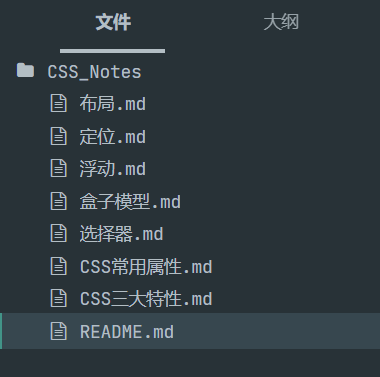 文件 大纲
CSS_Notes
布局.md
定位.md
浮动.md
盒子模型.md
选择器.md
CSS常用属性.md
CSS三大特性.md
README.md